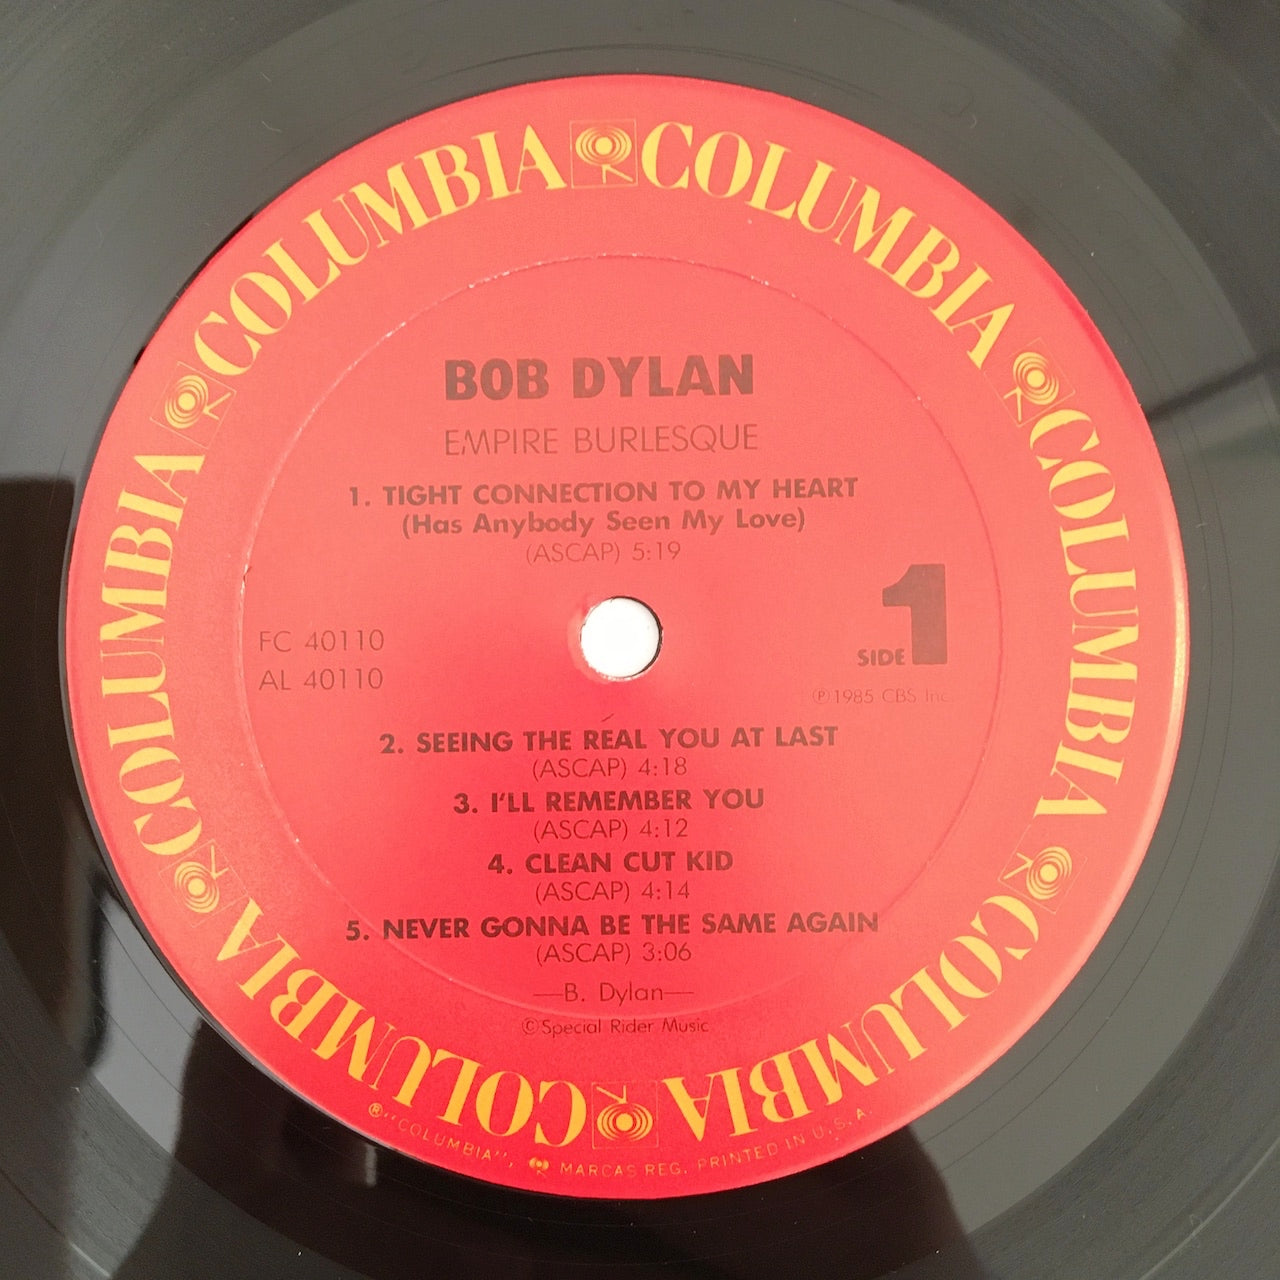 COLUMBIA COLUMBIA COLUMBIA COLUMBIA COLUMBIA COLUMBIA
BOB DYLAN
EMPIRE BURLESQUE
1. TIGHT CONNECTION TO MY HEART
(Has Anybody Seen My Love)
(ASCAP) 5:19
FC 40110
AL 40110
SIDE 1
℗1985 CBS Inc.
2. SEEING THE REAL YOU AT LAST
(ASCAP) 4:18
3. I'LL REMEMBER YOU
(ASCAP) 4:12
4. CLEAN CUT KID
(ASCAP) 4:14
5. NEVER GONNA BE THE SAME AGAIN
(ASCAP) 3:06
—B. Dylan—
©Special Rider Music
®"COLUMBIA", MARCAS REG. PRINTED IN U.S.A.